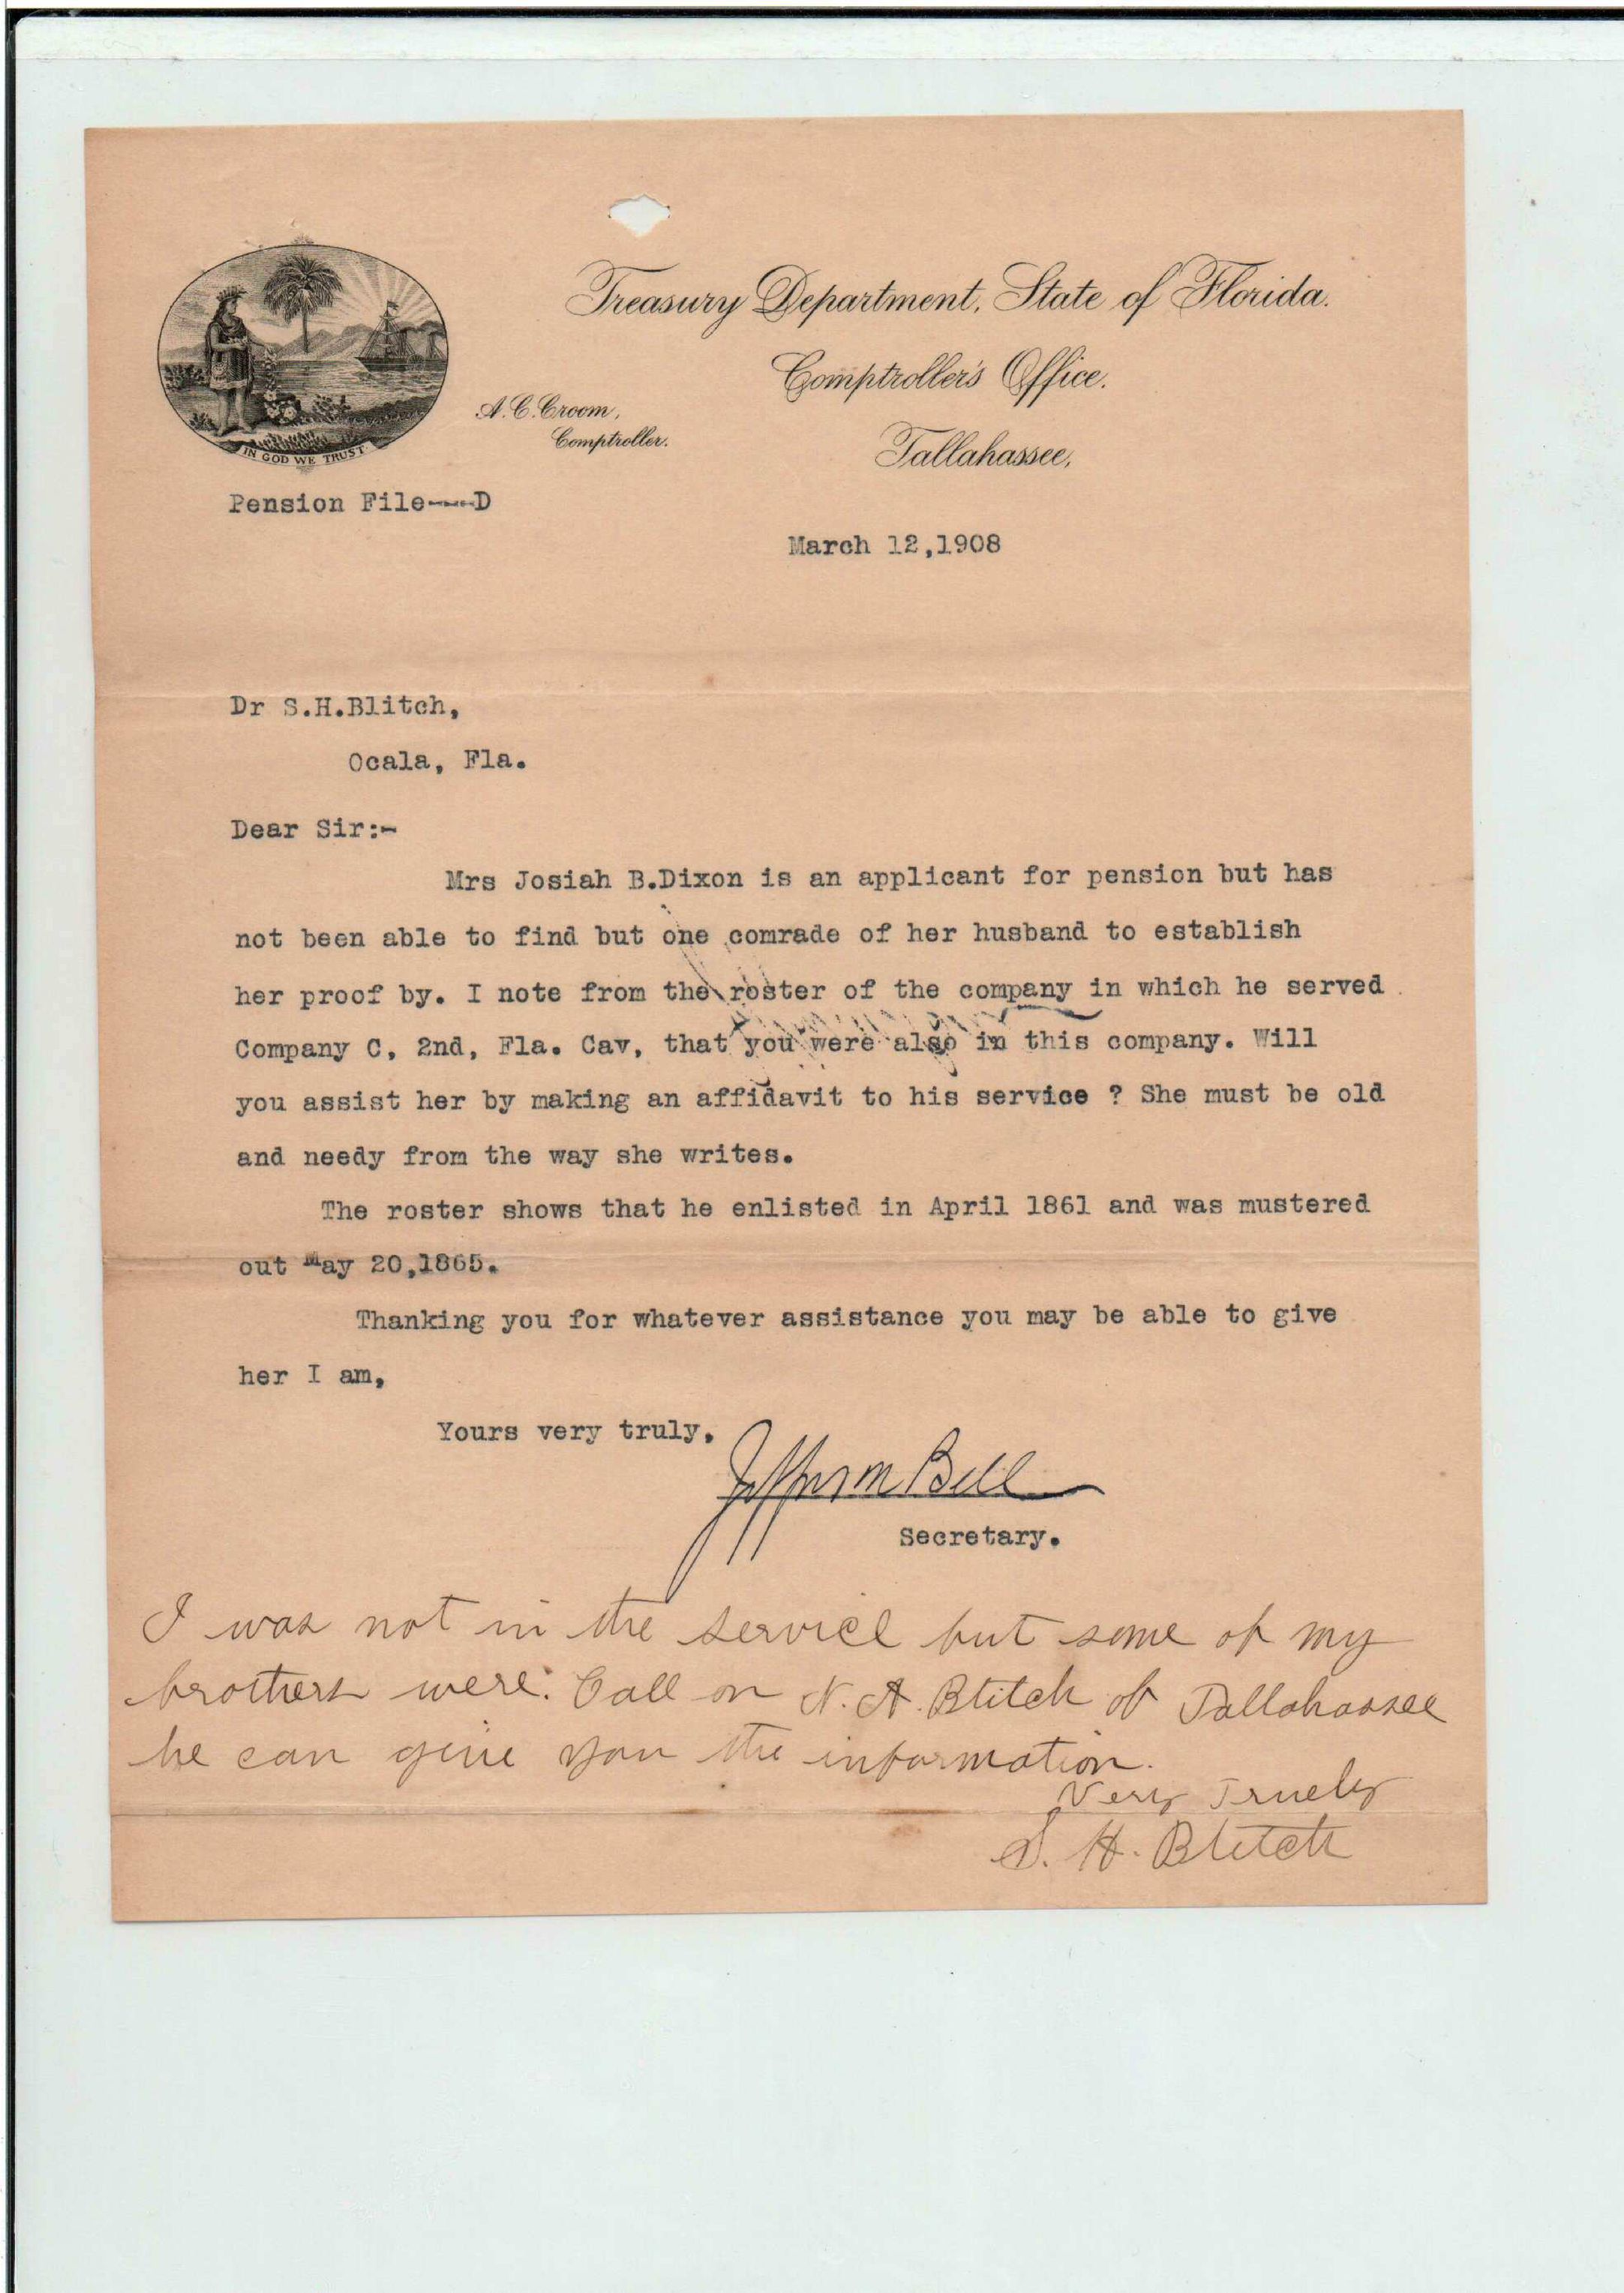 Treasury Department, State of Florida.
Comptroller's Office.
A. C. Croom,
Comptroller.
Tallahassee,
IN GOD WE TRUST
Pension File----D
March 12,1908
Dr S.H.Blitch,
Ocala, Fla.
Dear Sir:-
Mrs Josiah B.Dixon is an applicant for pension but has
not been able to find but one comrade of her husband to establish
her proof by. I note from the roster of the company in which he served
Company C, 2nd, Fla. Cav, that you were also in this company. Will
you assist her by making an affidavit to his service ? She must be old
and needy from the way she writes.
The roster shows that he enlisted in April 1861 and was mustered
out May 20,1865.
Thanking you for whatever assistance you may be able to give
her I am,
Yours very truly,
Jefferson Bell
Secretary.
I was not in the service but some of my
brothers were. Call on N. A. Blitch of Tallahassee
he can give you the information.
Very Truely
S. H. Blitch